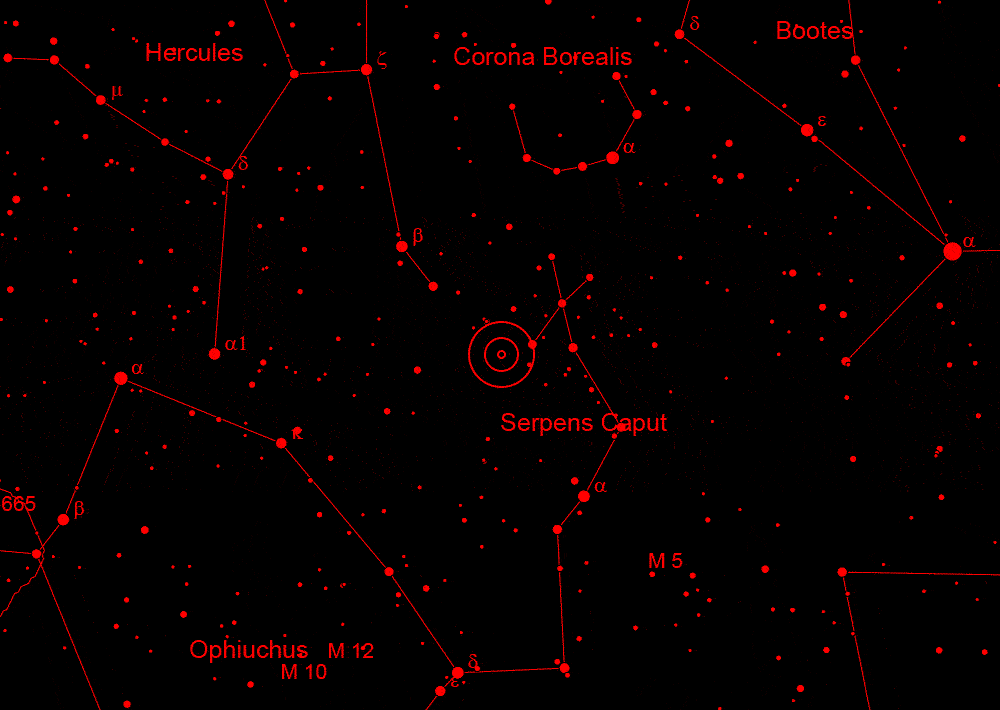 δ
Bootes
Hercules
Corona Borealis
ζ
μ
ε
α
δ
β
α
α1
α
Serpens Caput
κ
α
665
β
M 5
Ophiuchus
M 12
δ
M 10
ε